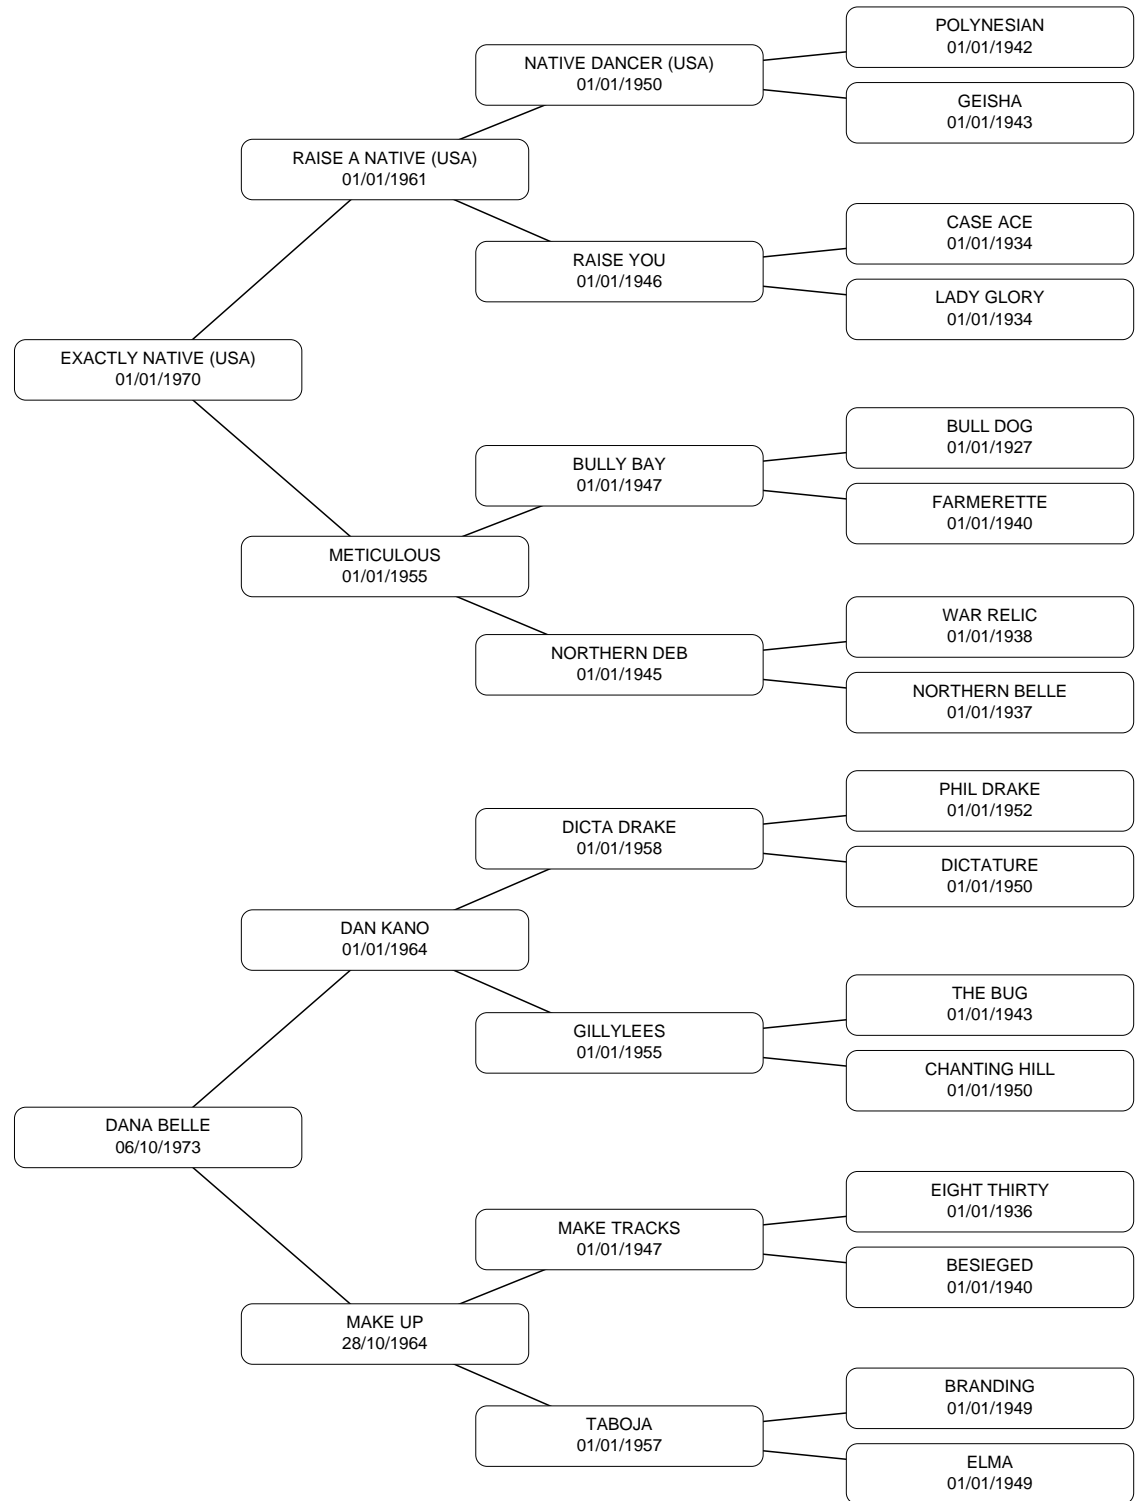 POLYNESIAN
01/01/1942
NATIVE DANCER (USA)
01/01/1950
GEISHA
01/01/1943
RAISE A NATIVE (USA)
01/01/1961
CASE ACE
01/01/1934
RAISE YOU
01/01/1946
LADY GLORY
01/01/1934
EXACTLY NATIVE (USA)
01/01/1970
BULL DOG
01/01/1927
BULLY BAY
01/01/1947
FARMERETTE
01/01/1940
METICULOUS
01/01/1955
WAR RELIC
01/01/1938
NORTHERN DEB
01/01/1945
NORTHERN BELLE
01/01/1937
PHIL DRAKE
01/01/1952
DICTA DRAKE
01/01/1958
DICTATURE
01/01/1950
DAN KANO
01/01/1964
THE BUG
01/01/1943
GILLYLEES
01/01/1955
CHANTING HILL
01/01/1950
DANA BELLE
06/10/1973
EIGHT THIRTY
01/01/1936
MAKE TRACKS
01/01/1947
BESIEGED
01/01/1940
MAKE UP
28/10/1964
BRANDING
01/01/1949
TABOJA
01/01/1957
ELMA
01/01/1949